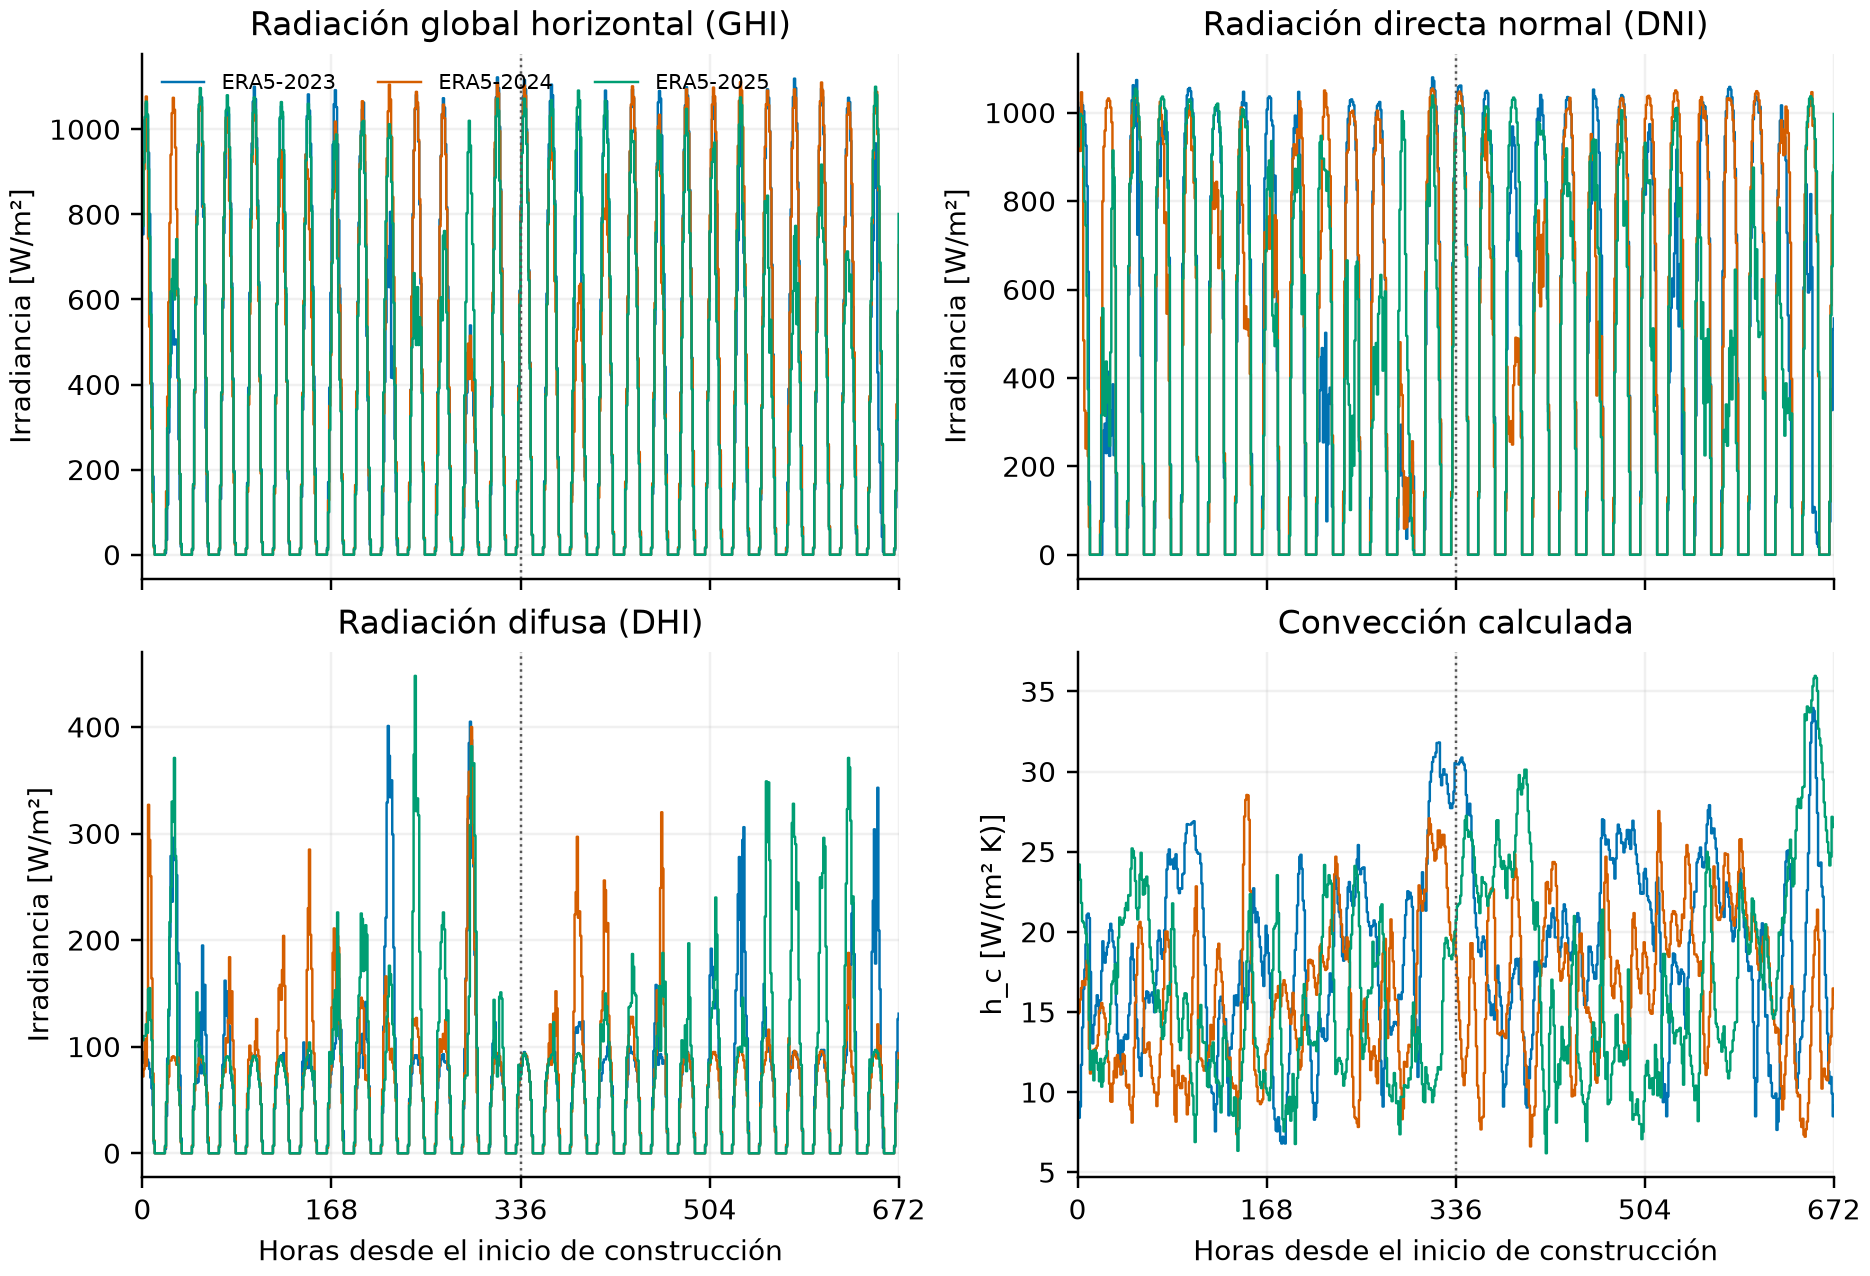 Radiación global horizontal (GHI)
ERA5-2023 ERA5-2024 ERA5-2025
Irradiancia [W/m²]
1000
800
600
400
200
0
Radiación directa normal (DNI)
Irradiancia [W/m²]
1000
800
600
400
200
0
Radiación difusa (DHI)
Irradiancia [W/m²]
400
300
200
100
0
0 168 336 504 672
Horas desde el inicio de construcción
Convección calculada
h_c [W/(m² K)]
35
30
25
20
15
10
5
0 168 336 504 672
Horas desde el inicio de construcción